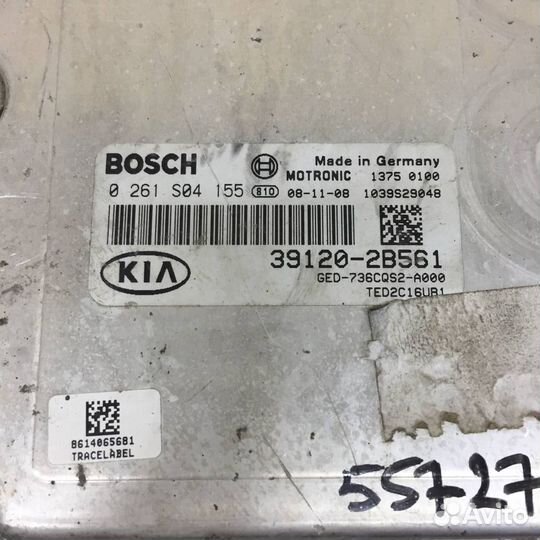 BOSCH
Made in Germany
MOTRONIC 1375 0100
0 261 S04 155 810 08-11-08 1039S29048
KIA
39120-2B561
GED-736CQS2-A000
TED2C16UB1
8614065681
TRACELABEL
55727
Avito